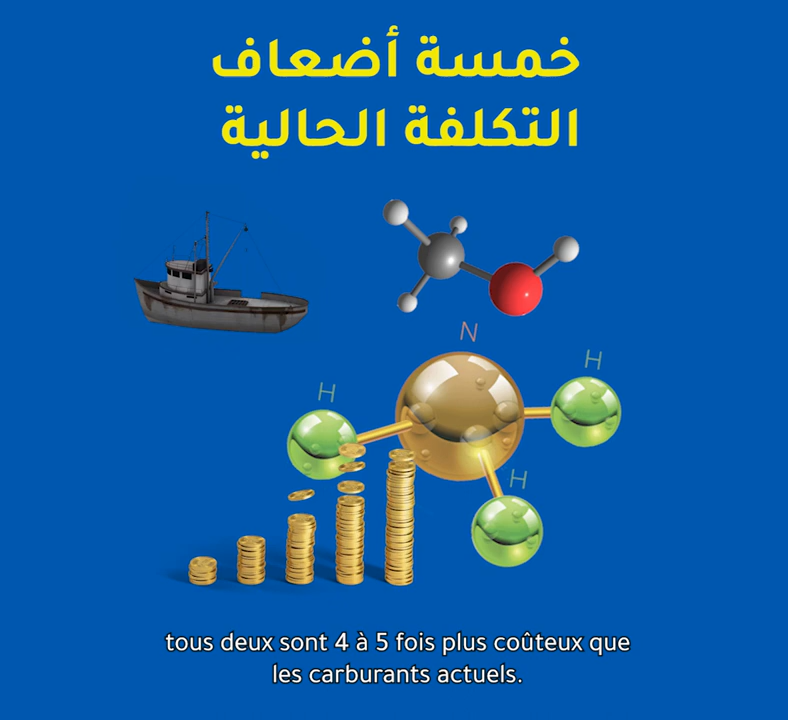 خمسة أضعاف
التكلفة الحالية
N
H
H
H
tous deux sont 4 à 5 fois plus coûteux que
les carburants actuels.